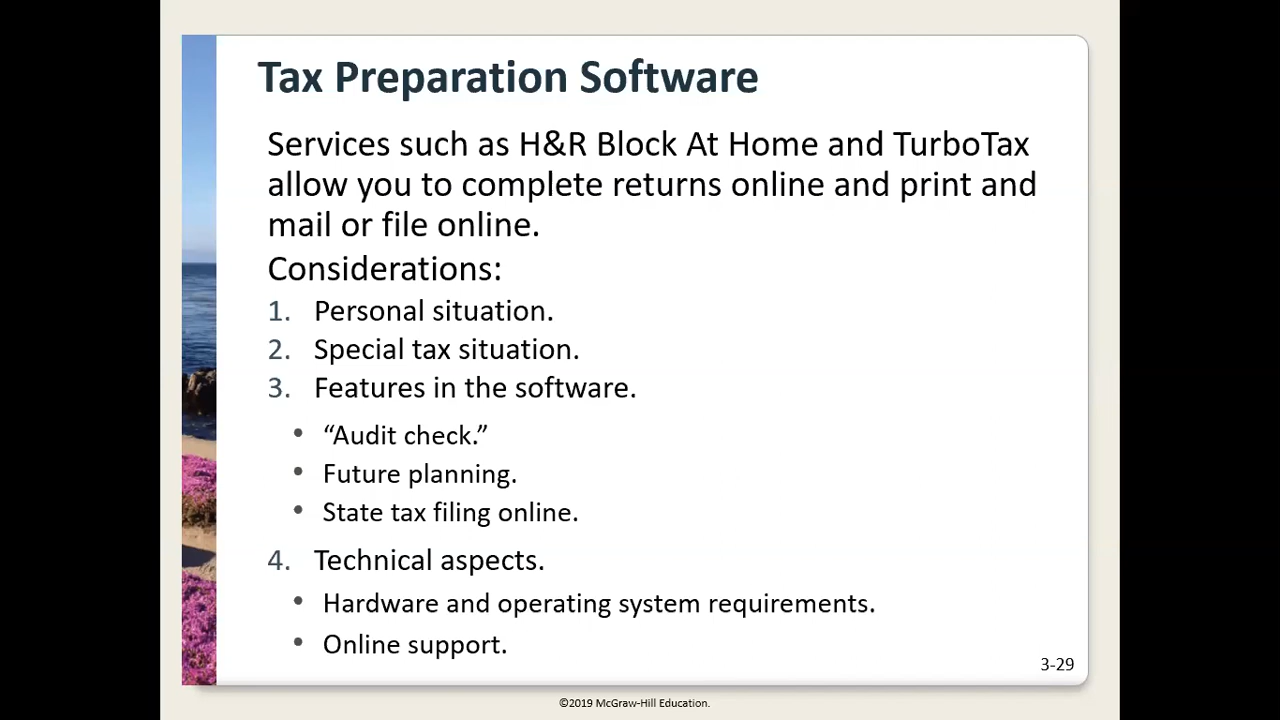 Tax Preparation Software
Services such as H&R Block At Home and TurboTax
allow you to complete returns online and print and
mail or file online.
Considerations:
1. Personal situation.
2. Special tax situation.
3. Features in the software.
• “Audit check.”
• Future planning.
• State tax filing online.
4. Technical aspects.
• Hardware and operating system requirements.
• Online support.
3-29
©2019 McGraw-Hill Education.